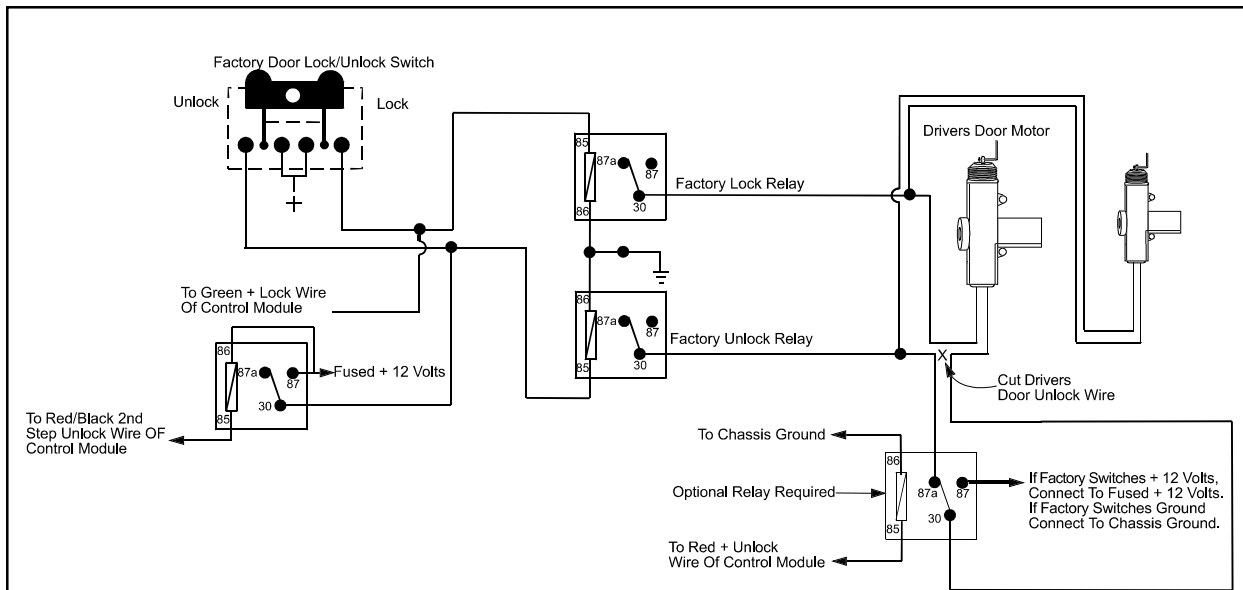 Factory Door Lock/Unlock Switch
Unlock
Lock
+
85
87a
87
30
86
Factory Lock Relay
Drivers Door Motor
86
87a
87
30
85
Factory Unlock Relay
X
Cut Drivers
Door Unlock Wire
To Green + Lock Wire
Of Control Module
86
87a
87
30
85
Fused + 12 Volts
To Red/Black 2nd
Step Unlock Wire OF
Control Module
To Chassis Ground
Optional Relay Required
86
87a
87
30
85
If Factory Switches + 12 Volts,
Connect To Fused + 12 Volts.
If Factory Switches Ground
Connect To Chassis Ground.
To Red + Unlock
Wire Of Control Module